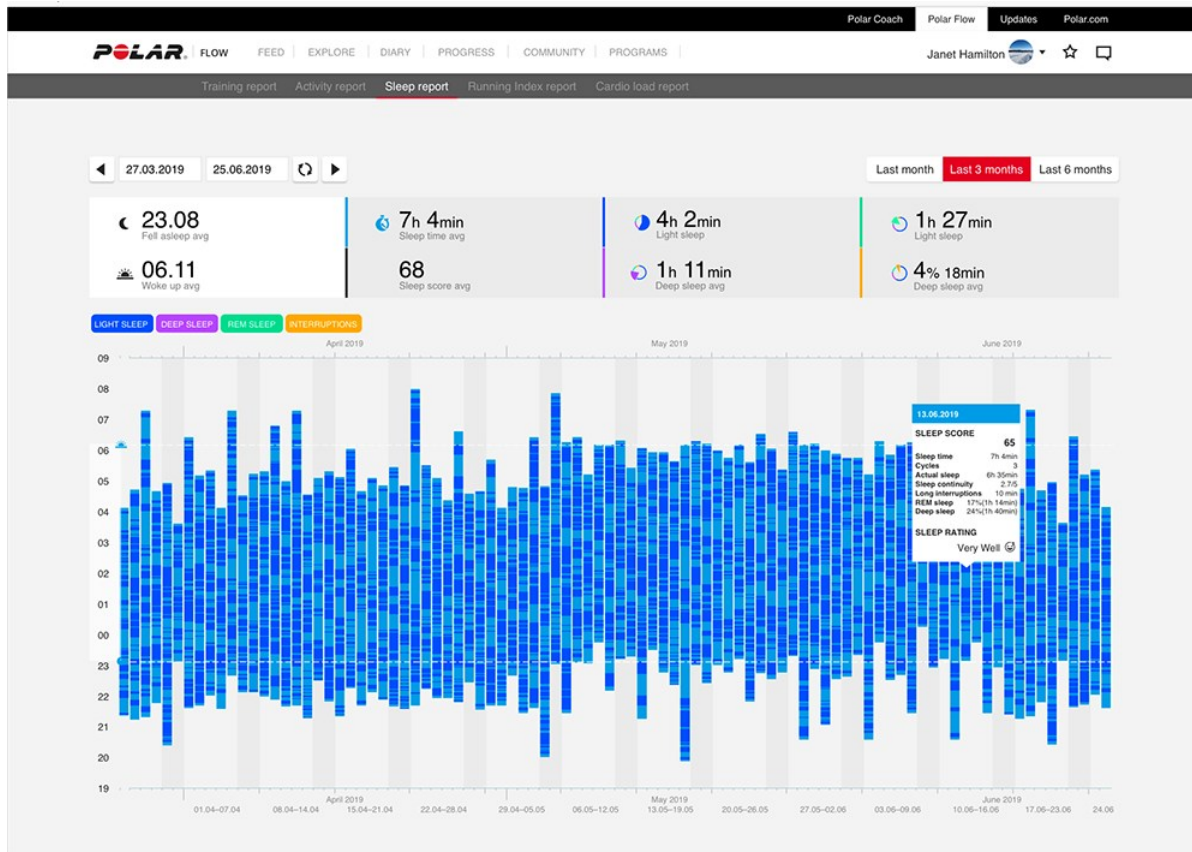 Polar Coach Polar Flow Updates Polar.com
POLAR. FLOW FEED EXPLORE DIARY PROGRESS COMMUNITY PROGRAMS Janet Hamilton
Training report Activity report Sleep report Running Index report Cardio load report
27.03.2019 25.06.2019 Last month Last 3 months Last 6 months
23.08 7h 4min 4h 2min 1h 27min
Fell asleep avg Sleep time avg Light sleep Light sleep
06.11 68 1h 11min 4% 18min
Woke up avg Sleep score avg Deep sleep avg Deep sleep avg
LIGHT SLEEP DEEP SLEEP REM SLEEP INTERRUPTIONS
April 2019 May 2019 June 2019
09
08
07
06
05
04
03
02
01
00
23
22
21
20
19
13.06.2019
SLEEP SCORE
65
Sleep time 7h 4min
Cycles 3
Actual sleep 6h 35min
Sleep continuity 2.7/5
Long interruptions 10 min
REM sleep 17%(1h 14min)
Deep sleep 24%(1h 40min)
SLEEP RATING
Very Well
April 2019 May 2019 June 2019
01.04–07.04 08.04–14.04 15.04–21.04 22.04–28.04 29.04–05.05 06.05–12.05 13.05–19.05 20.05–26.05 27.05–02.06 03.06–09.06 10.06–16.06 17.06–23.06 24.06